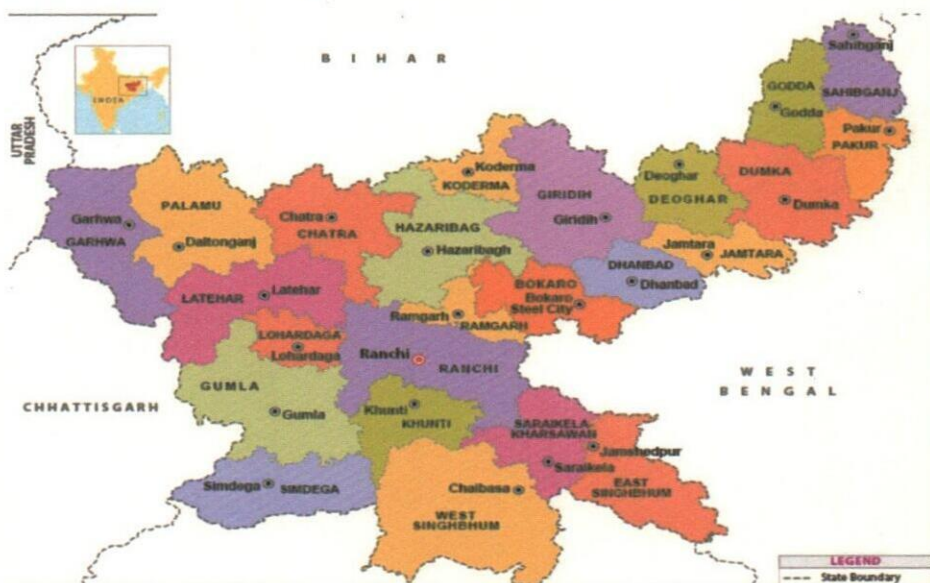 BIHAR
INDIA
UTTAR
PRADESH
Sahibganj
SAHIBGANJ
GODDA
Godda
Pakur
PAKUR
Koderma
KODERMA
GIRIDIH
Giridih
Deoghar
DEOGHAR
DUMKA
Dumka
PALAMU
Daltonganj
Garhwa
GARHWA
Chatra
CHATRA
HAZARIBAG
Hazaribagh
Jamtara
JAMTARA
DHANBAD
Dhanbad
LATEHAR
Latehar
BOKARO
Bokaro
Steel City
Ramgarh
RAMGARH
LOHARDAGA
Lohardaga
Ranchi
RANCHI
WEST
BENGAL
GUMLA
Gumla
CHHATTISGARH
Khunti
KHUNTI
SARAIKELA-
KHARSAWAN
Saraikela
Jamshedpur
EAST
SINGHBHUM
Simdega
SIMDEGA
Chaibasa
WEST
SINGHBHUM
LEGEND
State Boundary